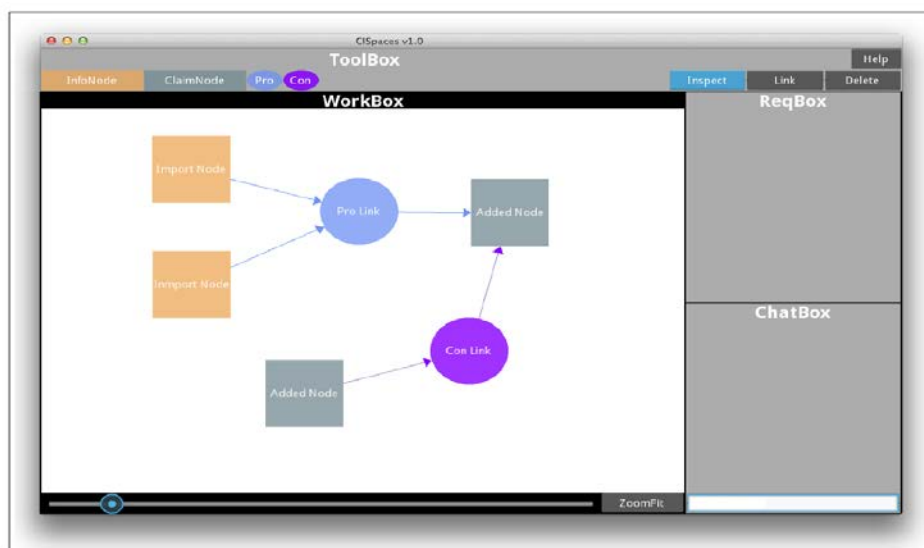 CISpaces v1.0
ToolBox
Help
InfoNode ClaimNode Pro Con Inspect Link Delete
WorkBox
ReqBox
Import Node
Pro Link
Added Node
Inmport Node
ChatBox
Con Link
Added Node
ZoomFit